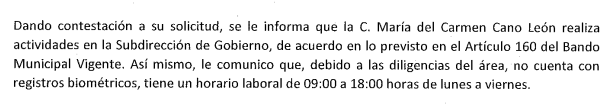 Dando contestación a su solicitud, se le informa que la C. María del Carmen Cano León realiza
actividades en la Subdirección de Gobierno, de acuerdo en lo previsto en el Artículo 160 del Bando
Municipal Vigente. Así mismo, le comunico que, debido a las diligencias del área, no cuenta con
registros biométricos, tiene un horario laboral de 09:00 a 18:00 horas de lunes a viernes.